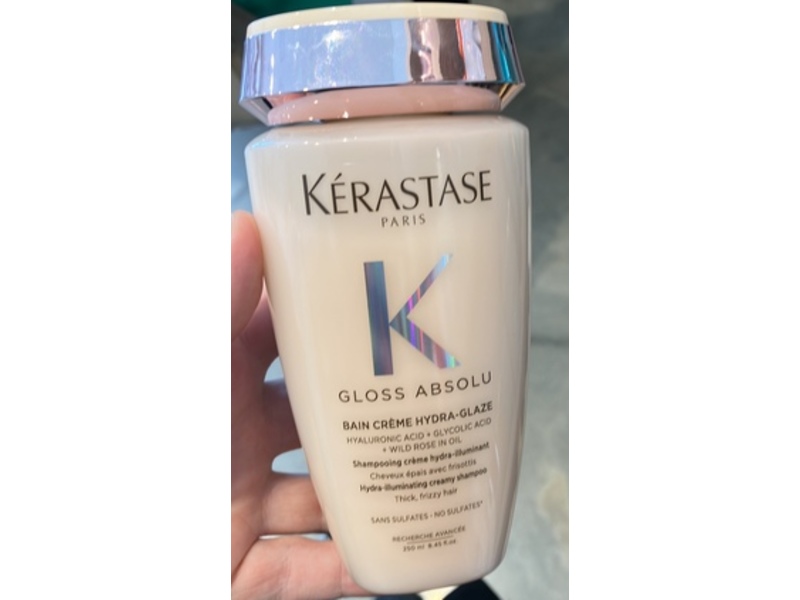 KÉRASTASE
PARIS
K
GLOSS ABSOLU
BAIN CRÈME HYDRA-GLAZE
HYALURONIC ACID + GLYCOLIC ACID
+ WILD ROSE IN OIL
Shampooing crème hydra-illuminant
Cheveux épais avec frisottis
Hydra-illuminating creamy shampoo
Thick, frizzy hair
SANS SULFATES - NO SULFATES*
RECHERCHE AVANCÉE
250 ml 8.45 fl.oz